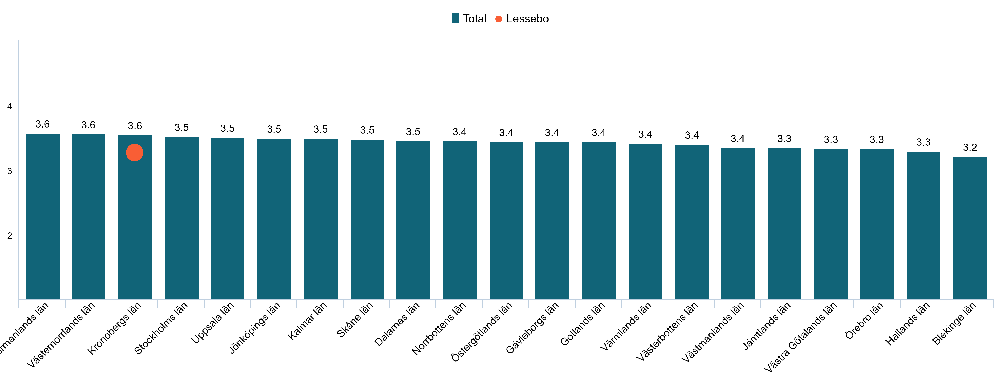 Total Lessebo
4
3
2
3.6 3.6 3.6 3.5 3.5 3.5 3.5 3.5 3.5 3.4 3.4 3.4 3.4 3.4 3.4 3.4 3.3 3.3 3.3 3.3 3.2
ermanlands län
Västernorrlands län
Kronobergs län
Stockholms län
Uppsala län
Jönköpings län
Kalmar län
Skåne län
Dalarnas län
Norrbottens län
Östergötlands län
Gävleborgs län
Gotlands län
Värmlands län
Västerbottens län
Västmanlands län
Jämtlands län
Västra Götalands län
Örebro län
Hallands län
Blekinge län